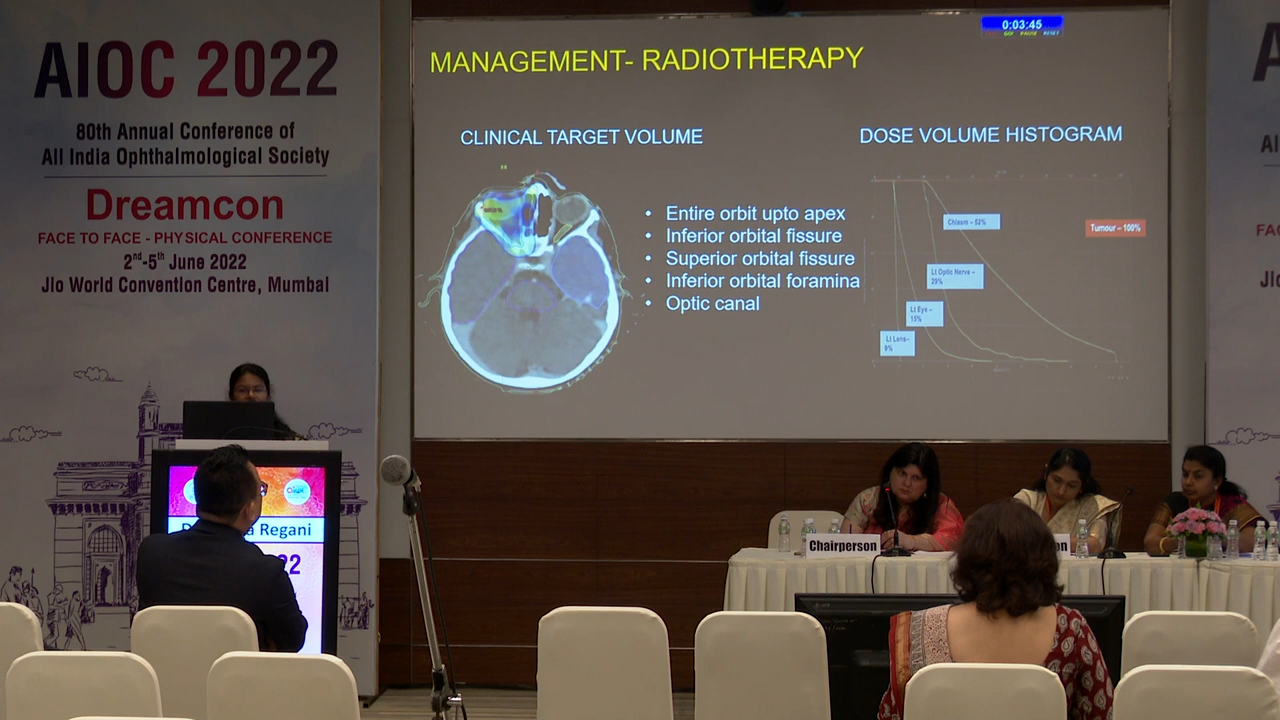 AIOC 2022
80th Annual Conference of
All India Ophthalmological Society
Dreamcon
FACE TO FACE - PHYSICAL CONFERENCE
2nd-5th June 2022
Jio World Convention Centre, Mumbai
0:03:45
PAUSE RESET
MANAGEMENT- RADIOTHERAPY
CLINICAL TARGET VOLUME
• Entire orbit upto apex
• Inferior orbital fissure
• Superior orbital fissure
• Inferior orbital foramina
• Optic canal
DOSE VOLUME HISTOGRAM
Chiasm – 52%
Tumour – 100%
Lt Optic Nerve –
Lt Eye –
15%
Lt Lens–
9%
Regani
22
Chairperson